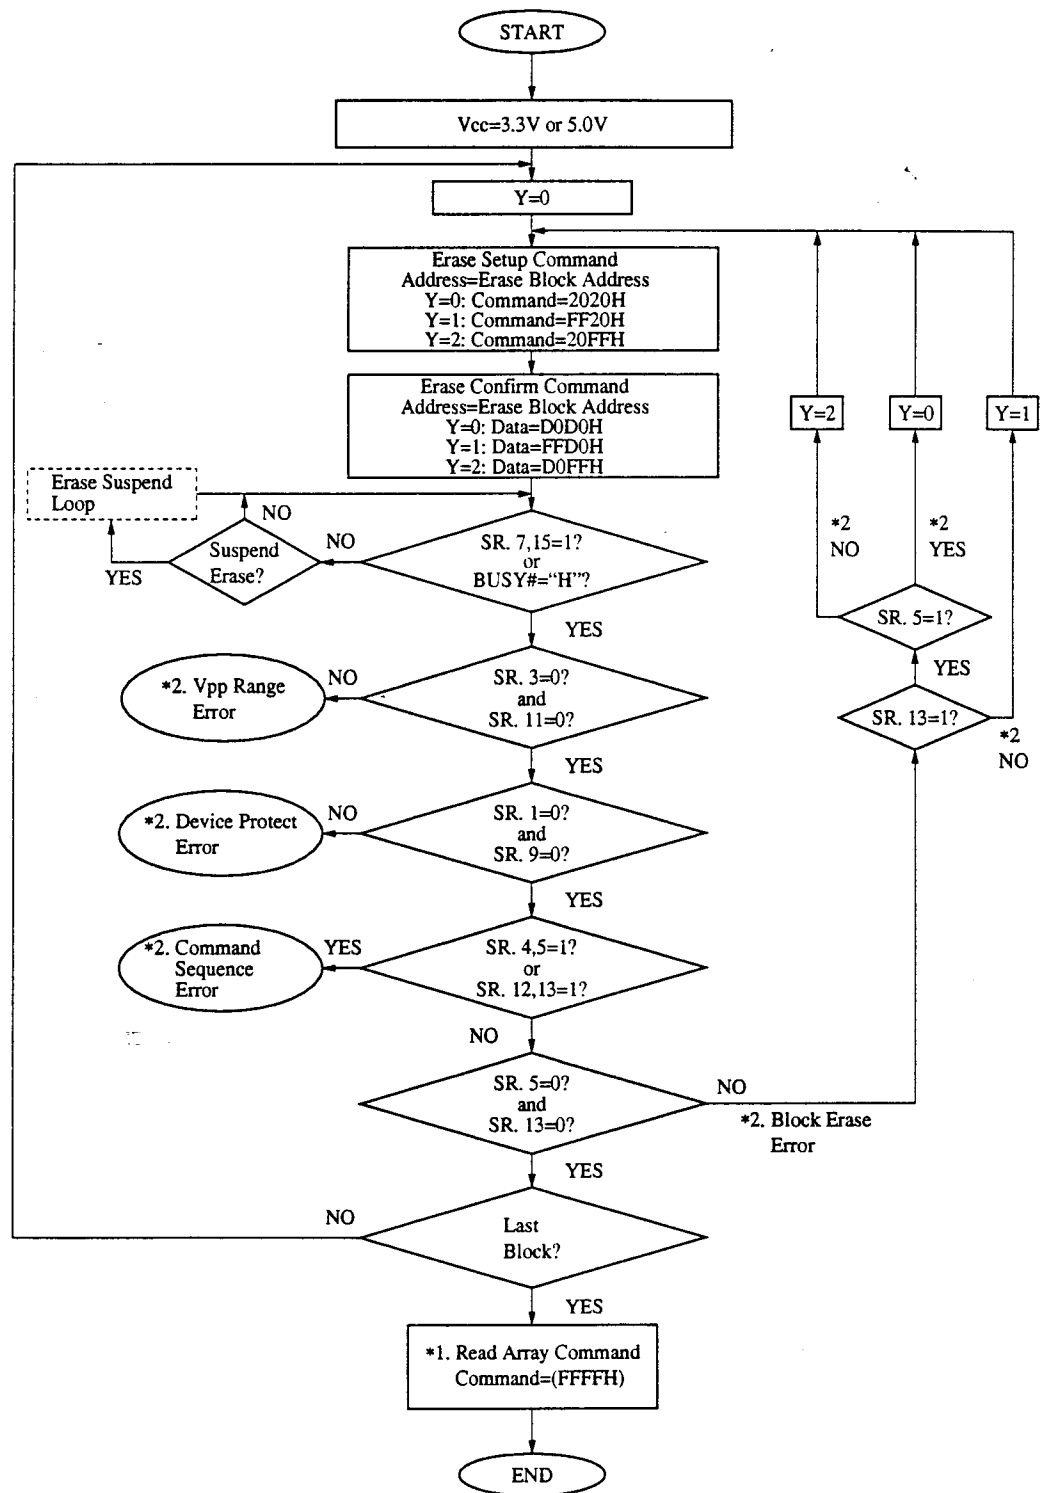 START
Vcc=3.3V or 5.0V
Y=0
Erase Setup Command
Address=Erase Block Address
Y=0: Command=2020H
Y=1: Command=FF20H
Y=2: Command=20FFH
Erase Confirm Command
Address=Erase Block Address
Y=0: Data=D0D0H
Y=1: Data=FFD0H
Y=2: Data=D0FFH
Y=2
Y=0
Y=1
Erase Suspend
Loop
NO
Suspend
Erase?
YES
NO
SR. 7,15=1?
or
BUSY#="H"?
YES
*2
NO
*2
YES
SR. 5=1?
YES
SR. 13=1?
*2
NO
*2. Vpp Range
Error
NO
SR. 3=0?
and
SR. 11=0?
YES
*2. Device Protect
Error
NO
SR. 1=0?
and
SR. 9=0?
YES
*2. Command
Sequence
Error
YES
SR. 4,5=1?
or
SR. 12,13=1?
NO
SR. 5=0?
and
SR. 13=0?
NO
*2. Block Erase
Error
YES
NO
Last
Block?
YES
*1. Read Array Command
Command=(FFFFH)
END